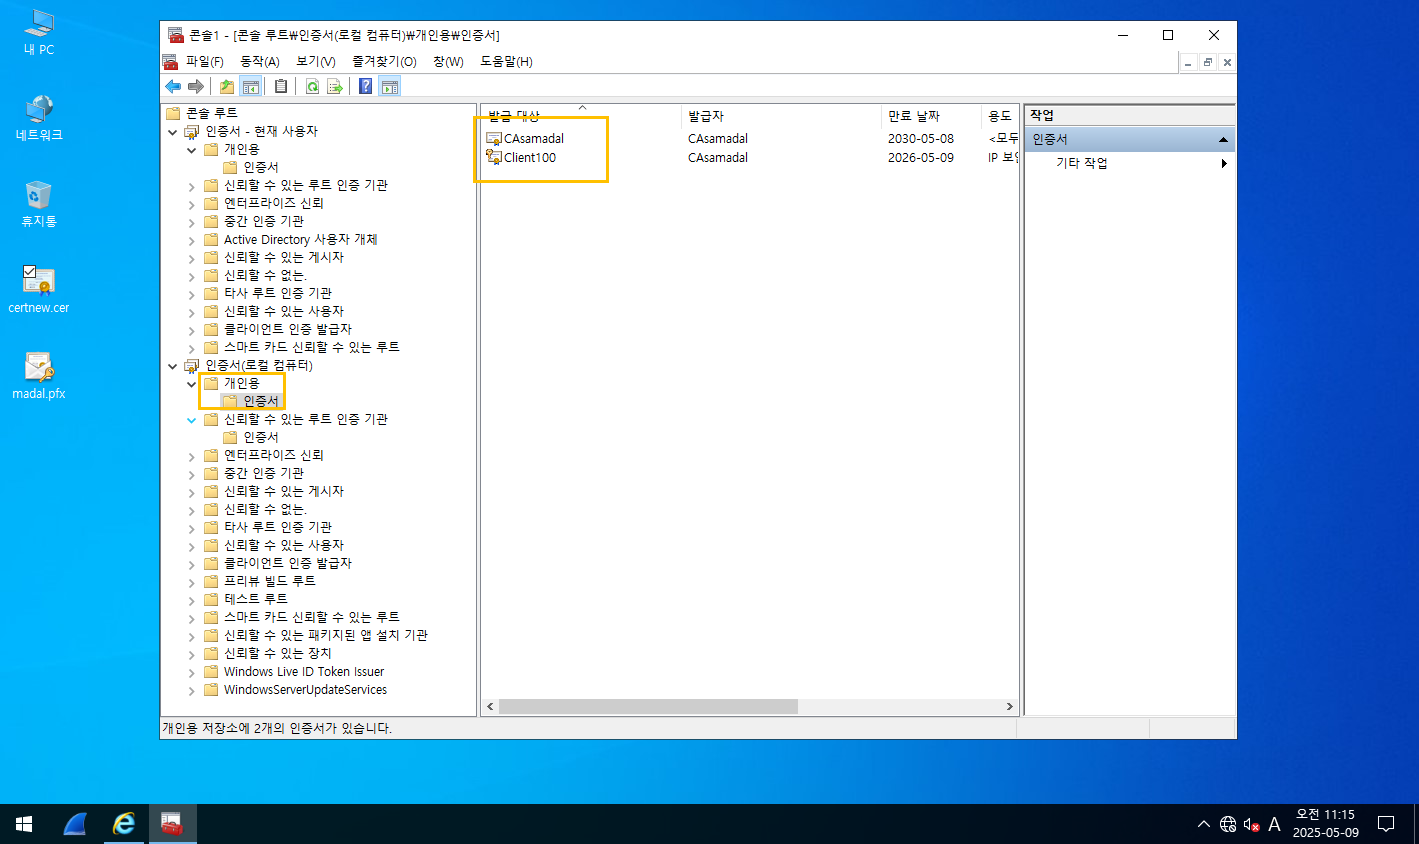 내 PC
네트워크
휴지통
certnew.cer
madal.pfx
콘솔1 - [콘솔 루트\인증서(로컬 컴퓨터)\개인용\인증서]
파일(F) 동작(A) 보기(V) 즐겨찾기(O) 창(W) 도움말(H)
콘솔 루트
인증서 - 현재 사용자
개인용
인증서
신뢰할 수 있는 루트 인증 기관
엔터프라이즈 신뢰
중간 인증 기관
Active Directory 사용자 개체
신뢰할 수 있는 게시자
신뢰할 수 없는.
타사 루트 인증 기관
신뢰할 수 있는 사용자
클라이언트 인증 발급자
스마트 카드 신뢰할 수 있는 루트
인증서(로컬 컴퓨터)
개인용
인증서
신뢰할 수 있는 루트 인증 기관
인증서
엔터프라이즈 신뢰
중간 인증 기관
신뢰할 수 있는 게시자
신뢰할 수 없는.
타사 루트 인증 기관
신뢰할 수 있는 사용자
클라이언트 인증 발급자
프리뷰 빌드 루트
테스트 루트
스마트 카드 신뢰할 수 있는 루트
신뢰할 수 있는 패키지된 앱 설치 기관
신뢰할 수 있는 장치
Windows Live ID Token Issuer
WindowsServerUpdateServices
발급 대상 발급자 만료 날짜 용도
CAsamadal CAsamadal 2030-05-08 <모두
Client100 CAsamadal 2026-05-09 IP 보안
작업
인증서
기타 작업
개인용 저장소에 2개의 인증서가 있습니다.
A
오전 11:15
2025-05-09